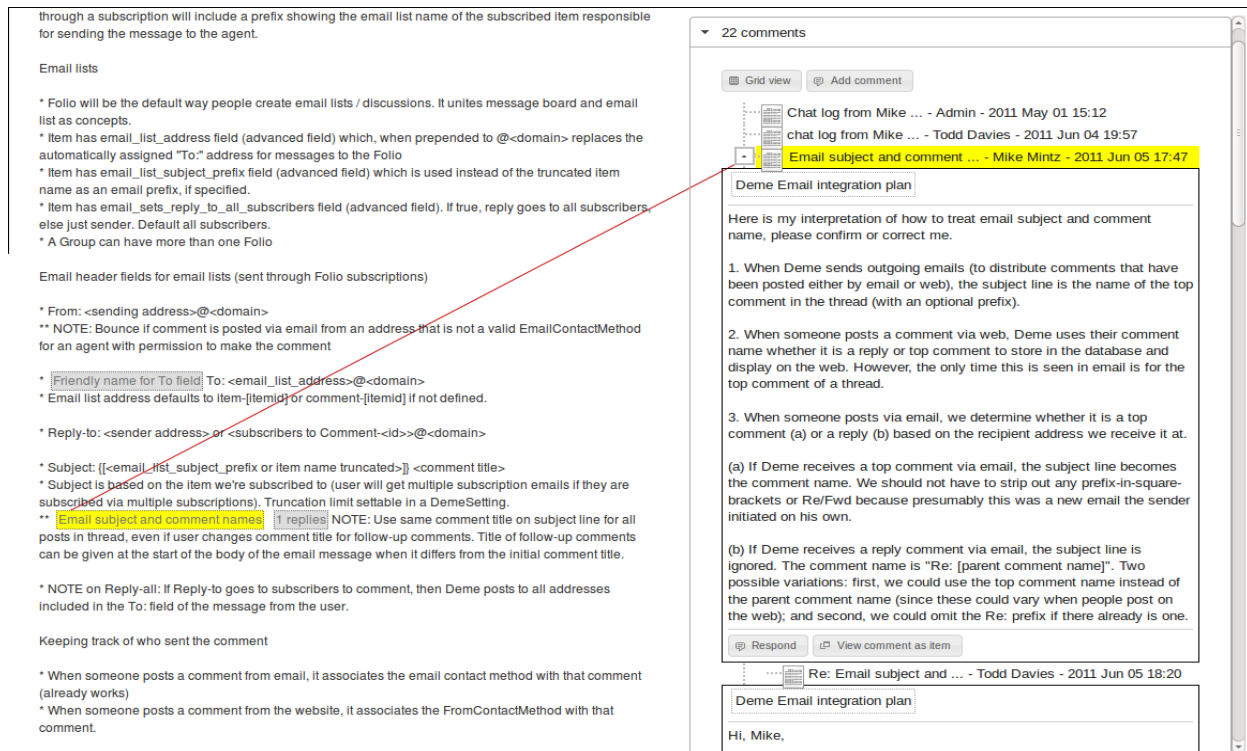 through a subscription will include a prefix showing the email list name of the subscribed item responsible
for sending the message to the agent.
Email lists
* Folio will be the default way people create email lists / discussions. It unites message board and email
list as concepts.
* Item has email_list_address field (advanced field) which, when prepended to @<domain> replaces the
automatically assigned "To:" address for messages to the Folio
* Item has email_list_subject_prefix field (advanced field) which is used instead of the truncated item
name as an email prefix, if specified.
* Item has email_sets_reply_to_all_subscribers field (advanced field). If true, reply goes to all subscribers,
else just sender. Default all subscribers.
* A Group can have more than one Folio
Email header fields for email lists (sent through Folio subscriptions)
* From: <sending address>@<domain>
** NOTE: Bounce if comment is posted via email from an address that is not a valid EmailContactMethod
for an agent with permission to make the comment
* Friendly name for To field To: <email_list_address>@<domain>
* Email list address defaults to item-[itemid] or comment-[itemid] if not defined.
* Reply-to: <sender address> or <subscribers to Comment-<id>>@<domain>
* Subject: {[<email_list_subject_prefix or item name truncated>]} <comment title>
* Subject is based on the item we're subscribed to (user will get multiple subscription emails if they are
subscribed via multiple subscriptions). Truncation limit settable in a DemeSetting.
** Email subject and comment names 1 replies NOTE: Use same comment title on subject line for all
posts in thread, even if user changes comment title for follow-up comments. Title of follow-up comments
can be given at the start of the body of the email message when it differs from the initial comment title.
* NOTE on Reply-all: If Reply-to goes to subscribers to comment, then Deme posts to all addresses
included in the To: field of the message from the user.
Keeping track of who sent the comment
* When someone posts a comment from email, it associates the email contact method with that comment
(already works)
* When someone posts a comment from the website, it associates the FromContactMethod with that
comment.
22 comments
Grid view Add comment
Chat log from Mike ... - Admin - 2011 May 01 15:12
chat log from Mike ... - Todd Davies - 2011 Jun 04 19:57
Email subject and comment ... - Mike Mintz - 2011 Jun 05 17:47
Deme Email integration plan
Here is my interpretation of how to treat email subject and comment
name, please confirm or correct me.
1. When Deme sends outgoing emails (to distribute comments that have
been posted either by email or web), the subject line is the name of the top
comment in the thread (with an optional prefix).
2. When someone posts a comment via web, Deme uses their comment
name whether it is a reply or top comment to store in the database and
display on the web. However, the only time this is seen in email is for the
top comment of a thread.
3. When someone posts via email, we determine whether it is a top
comment (a) or a reply (b) based on the recipient address we receive it at.
(a) If Deme receives a top comment via email, the subject line becomes
the comment name. We should not have to strip out any prefix-in-square-
brackets or Re/Fwd because presumably this was a new email the sender
initiated on his own.
(b) If Deme receives a reply comment via email, the subject line is
ignored. The comment name is "Re: [parent comment name]". Two
possible variations: first, we could use the top comment name instead of
the parent comment name (since these could vary when people post on
the web); and second, we could omit the Re: prefix if there already is one.
Respond View comment as item
Re: Email subject and ... - Todd Davies - 2011 Jun 05 18:20
Deme Email integration plan
Hi, Mike,